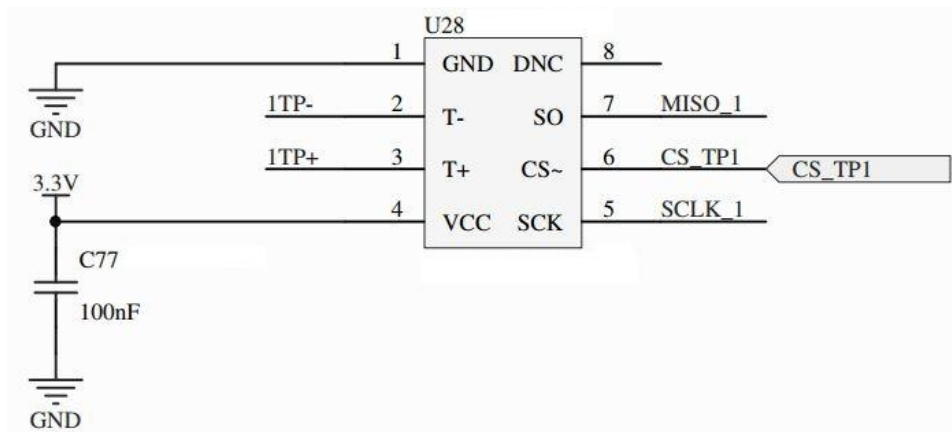 U28
1 GND DNC 8
GND
1TP- 2 T- SO 7 MISO_1
1TP+ 3 T+ CS~ 6 CS_TP1 CS_TP1
3.3V
4 VCC SCK 5 SCLK_1
C77
100nF
GND